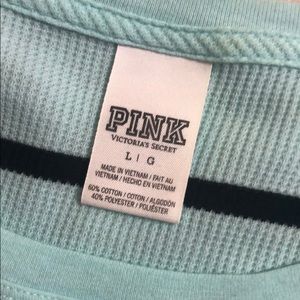 PINK
VICTORIA'S SECRET
L | G
MADE IN VIETNAM / FAIT AU
VIETNAM / HECHO EN VIETNAM
60% COTTON / COTON / ALGODÓN
40% POLYESTER / POLIÉSTER